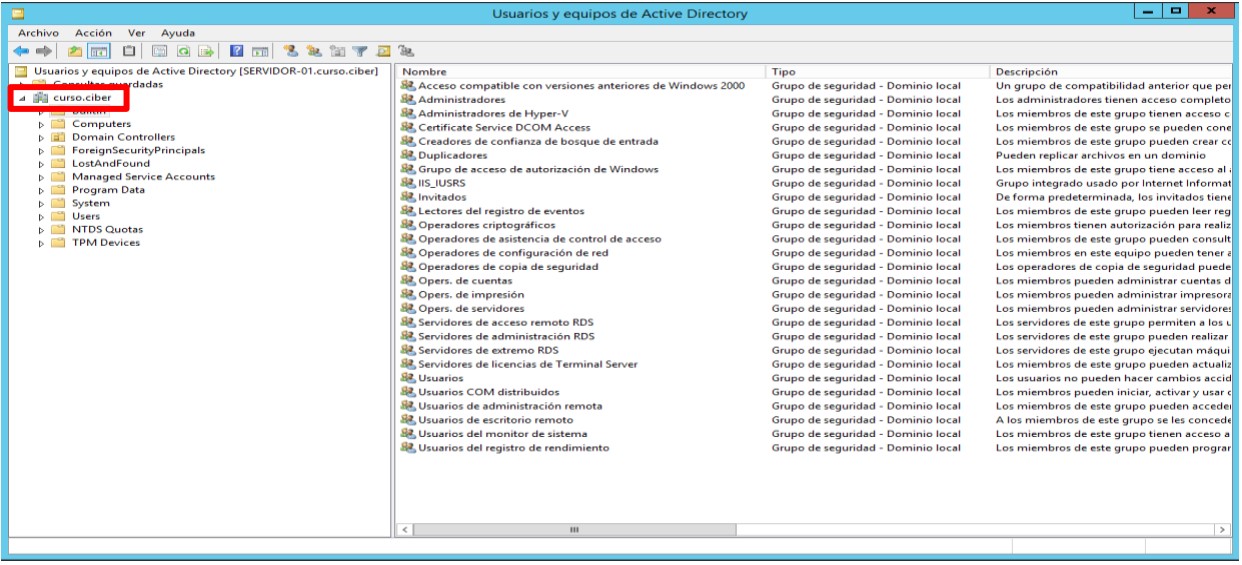 Usuarios y equipos de Active Directory
Archivo Acción Ver Ayuda
Usuarios y equipos de Active Directory [SERVIDOR-01.curso.ciber]
Consultas guardadas
curso.ciber
Builtin
Computers
Domain Controllers
ForeignSecurityPrincipals
LostAndFound
Managed Service Accounts
Program Data
System
Users
NTDS Quotas
TPM Devices
Nombre Tipo Descripción
Acceso compatible con versiones anteriores de Windows 2000 Grupo de seguridad - Dominio local Un grupo de compatibilidad anterior que per
Administradores Grupo de seguridad - Dominio local Los administradores tienen acceso completo
Administradores de Hyper-V Grupo de seguridad - Dominio local Los miembros de este grupo tienen acceso c
Certificate Service DCOM Access Grupo de seguridad - Dominio local Los miembros de este grupo se pueden cone
Creadores de confianza de bosque de entrada Grupo de seguridad - Dominio local Los miembros de este grupo pueden crear co
Duplicadores Grupo de seguridad - Dominio local Pueden replicar archivos en un dominio
Grupo de acceso de autorización de Windows Grupo de seguridad - Dominio local Los miembros de este grupo tiene acceso al
IIS_IUSRS Grupo de seguridad - Dominio local Grupo integrado usado por Internet Informat
Invitados Grupo de seguridad - Dominio local De forma predeterminada, los invitados tiene
Lectores del registro de eventos Grupo de seguridad - Dominio local Los miembros de este grupo pueden leer reg
Operadores criptográficos Grupo de seguridad - Dominio local Los miembros tienen autorización para realiz
Operadores de asistencia de control de acceso Grupo de seguridad - Dominio local Los miembros de este grupo pueden consult
Operadores de configuración de red Grupo de seguridad - Dominio local Los miembros en este equipo pueden tener a
Operadores de copia de seguridad Grupo de seguridad - Dominio local Los operadores de copia de seguridad puede
Opers. de cuentas Grupo de seguridad - Dominio local Los miembros pueden administrar cuentas d
Opers. de impresión Grupo de seguridad - Dominio local Los miembros pueden administrar impresora
Opers. de servidores Grupo de seguridad - Dominio local Los miembros pueden administrar servidores
Servidores de acceso remoto RDS Grupo de seguridad - Dominio local Los servidores de este grupo permiten a los u
Servidores de administración RDS Grupo de seguridad - Dominio local Los servidores de este grupo pueden realizar
Servidores de extremo RDS Grupo de seguridad - Dominio local Los servidores de este grupo ejecutan máqui
Servidores de licencias de Terminal Server Grupo de seguridad - Dominio local Los miembros de este grupo pueden actualiz
Usuarios Grupo de seguridad - Dominio local Los usuarios no pueden hacer cambios accid
Usuarios COM distribuidos Grupo de seguridad - Dominio local Los miembros pueden iniciar, activar y usar c
Usuarios de administración remota Grupo de seguridad - Dominio local Los miembros de este grupo pueden acceder
Usuarios de escritorio remoto Grupo de seguridad - Dominio local A los miembros de este grupo se les concede
Usuarios del monitor de sistema Grupo de seguridad - Dominio local Los miembros de este grupo tienen acceso a
Usuarios del registro de rendimiento Grupo de seguridad - Dominio local Los miembros de este grupo pueden program